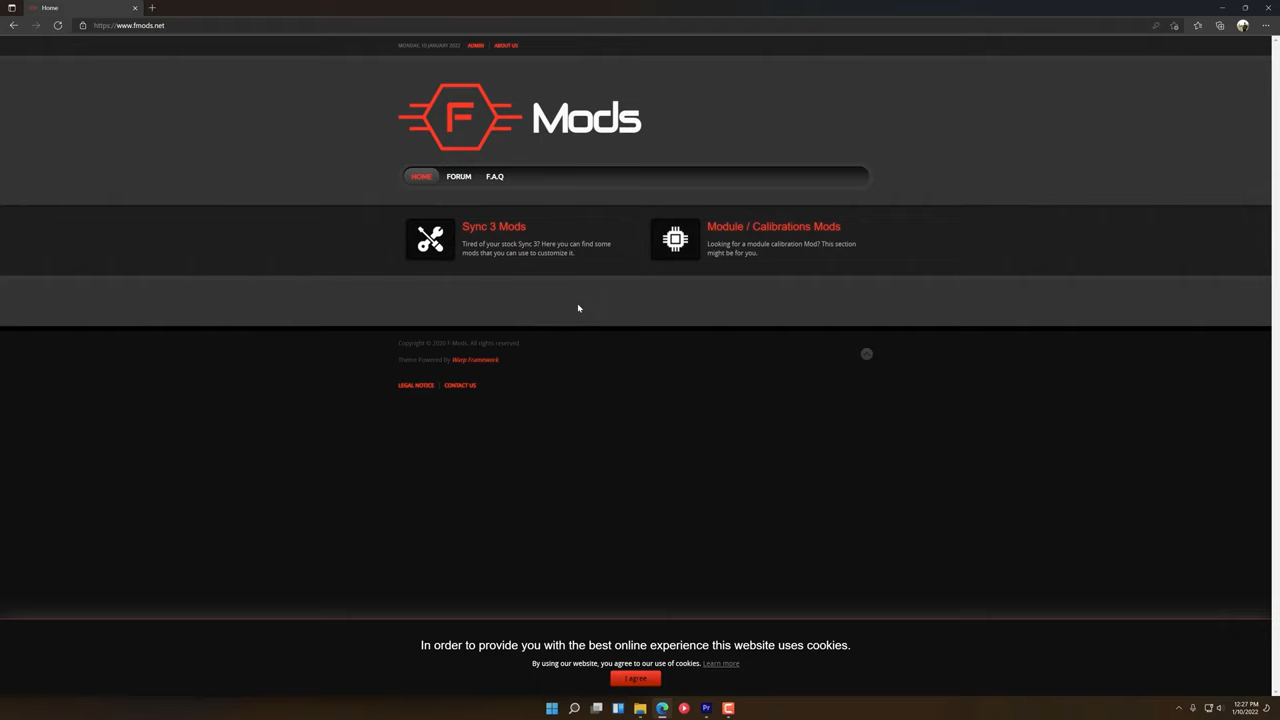 Home
https://www.fmods.net
MONDAY, 10 JANUARY 2022 ADMIN ABOUT US
F Mods
HOME FORUM F.A.Q
Sync 3 Mods
Tired of your stock Sync 3? Here you can find some
mods that you can use to customize it.
Module / Calibrations Mods
Looking for a module calibration Mod? This section
might be for you.
Copyright © 2020 F-Mods. All rights reserved.
Theme Powered By Warp Framework
LEGAL NOTICE CONTACT US
In order to provide you with the best online experience this website uses cookies.
By using our website, you agree to our use of cookies. Learn more
I agree
Pr
C
12:27 PM
1/10/2022